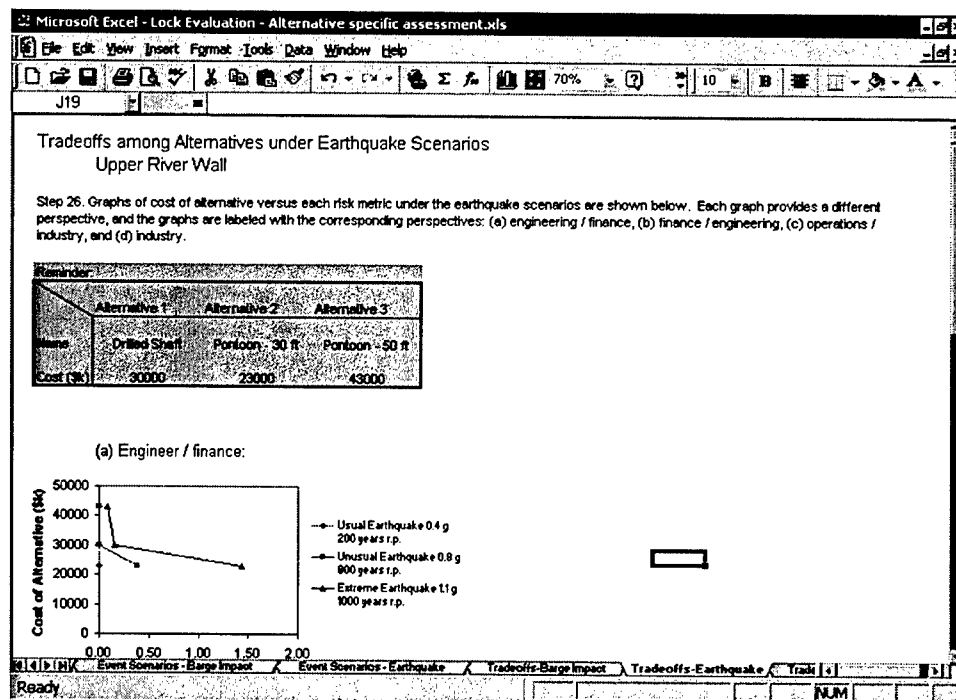 Microsoft Excel - Lock Evaluation - Alternative specific assessment.xls
File Edit View Insert Format Tools Data Window Help
70% 10 B A
J19 =
Tradeoffs among Alternatives under Earthquake Scenarios
Upper River Wall
Step 26. Graphs of cost of alternative versus each risk metric under the earthquake scenarios are shown below. Each graph provides a different
perspective, and the graphs are labeled with the corresponding perspectives: (a) engineering / finance, (b) finance / engineering, (c) operations /
industry, and (d) industry.
Reminder:
Alternative 1 Alternative 2 Alternative 3
Name Drilled Shaft Pontoon - 30 ft Pontoon - 50 ft
Cost ($k) 30000 23000 43000
(a) Engineer / finance:
Cost of Alternative ($k)
50000
40000
30000
20000
10000
0
0.00 0.50 1.00 1.50 2.00
Usual Earthquake 0.4 g
200 years r.p.
Unusual Earthquake 0.8 g
800 years r.p.
Extreme Earthquake 1.1 g
1000 years r.p.
Event Scenarios - Barge Impact Event Scenarios - Earthquake Tradeoffs-Barge Impact Tradeoffs-Earthquake Trade
Ready NUM